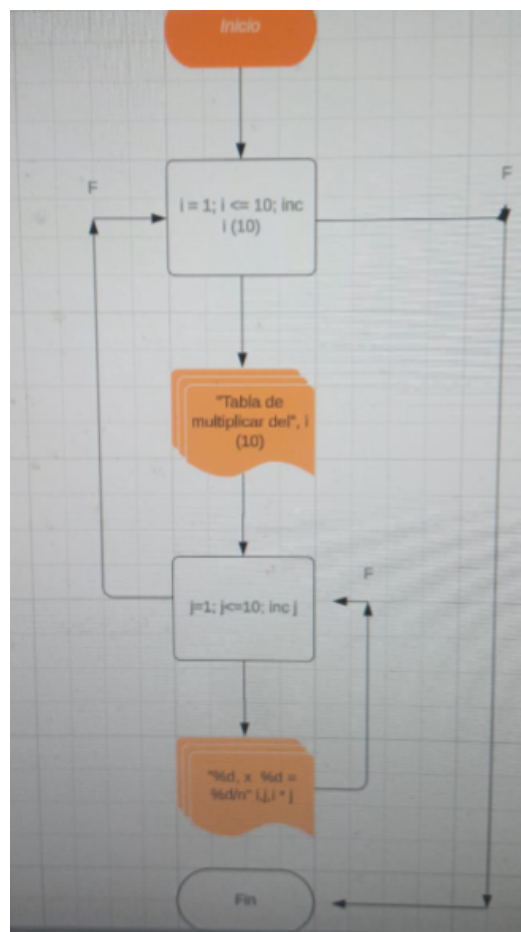 Inicio
F
F
i = 1; i <= 10; inc
i (10)
"Tabla de
multiplicar del", i
(10)
F
j=1; j<=10; inc j
"%d, x %d =
%d/n" i,j,i * j
Fin